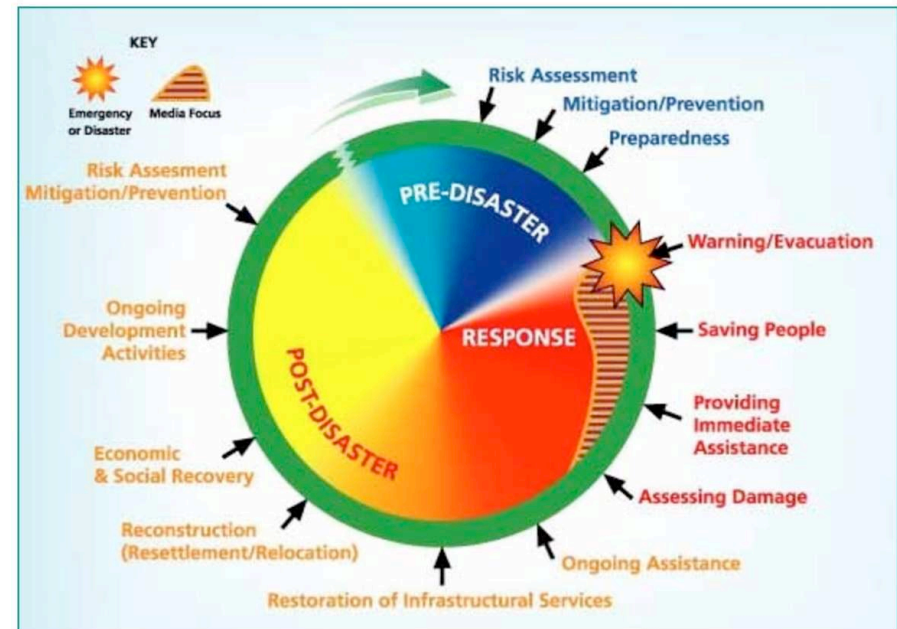 KEY
Emergency
or Disaster
Media Focus
Risk Assessment
Mitigation/Prevention
Preparedness
Warning/Evacuation
Saving People
Providing
Immediate
Assistance
Assessing Damage
Ongoing Assistance
Restoration of Infrastructural Services
Reconstruction
(Resettlement/Relocation)
Economic
& Social Recovery
Ongoing
Development
Activities
Risk Assesment
Mitigation/Prevention
PRE-DISASTER
RESPONSE
POST-DISASTER